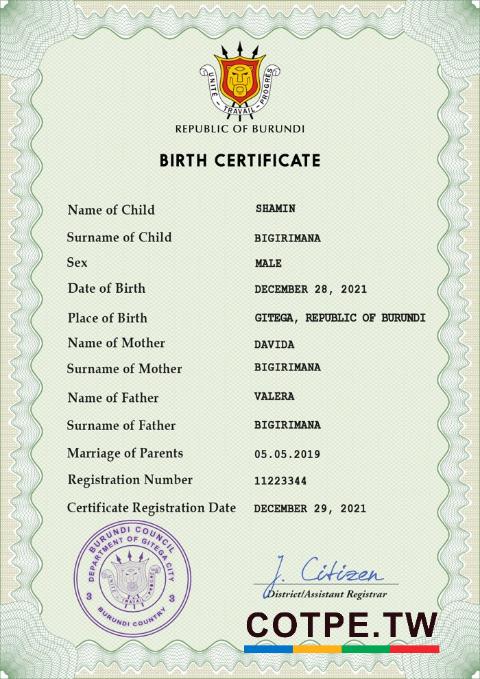 UNITE - TRAVAIL - PROGRES
REPUBLIC OF BURUNDI
BIRTH CERTIFICATE
Name of Child SHAMIN
Surname of Child BIGIRIMANA
Sex MALE
Date of Birth DECEMBER 28, 2021
Place of Birth GITEGA, REPUBLIC OF BURUNDI
Name of Mother DAVIDA
Surname of Mother BIGIRIMANA
Name of Father VALERA
Surname of Father BIGIRIMANA
Marriage of Parents 05.05.2019
Registration Number 11223344
Certificate Registration Date DECEMBER 29, 2021
BURUNDI COUNCIL
DEPARTMENT OF GITEGA CITY
3 3
BURUNDI COUNTRY
J. Citizen
District/Assistant Registrar
COTPE.TW